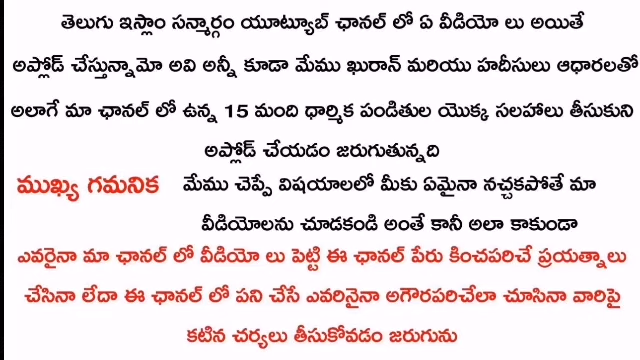 తెలుగు ఇస్లాం సన్మార్గం యూట్యూబ్ ఛానల్ లో ఏ వీడియో లు అయితే
అప్లోడ్ చేస్తున్నామో అవి అన్నీ కూడా మేము ఖురాన్ మరియు హదీసులు ఆధారలతో
అలాగే మా ఛానల్ లో ఉన్న 15 మంది ధార్మిక పండితుల యొక్క సలహాలు తీసుకుని
అప్లోడ్ చేయడం జరుగుతున్నది
ముఖ్య గమనిక మేము చెప్పే విషయాలలో మీకు ఏమైనా నచ్చకపోతే మా
వీడియోలను చూడకండి అంతే కానీ అలా కాకుండా
ఎవరైనా మా ఛానల్ లో వీడియో లు పెట్టి ఈ ఛానల్ పేరు కించపరిచే ప్రయత్నాలు
చేసినా లేదా ఈ ఛానల్ లో పని చేసే ఎవరినైనా అగౌరపరిచేలా చూసినా వారిపై
కటిన చర్యలు తీసుకోవడం జరుగును